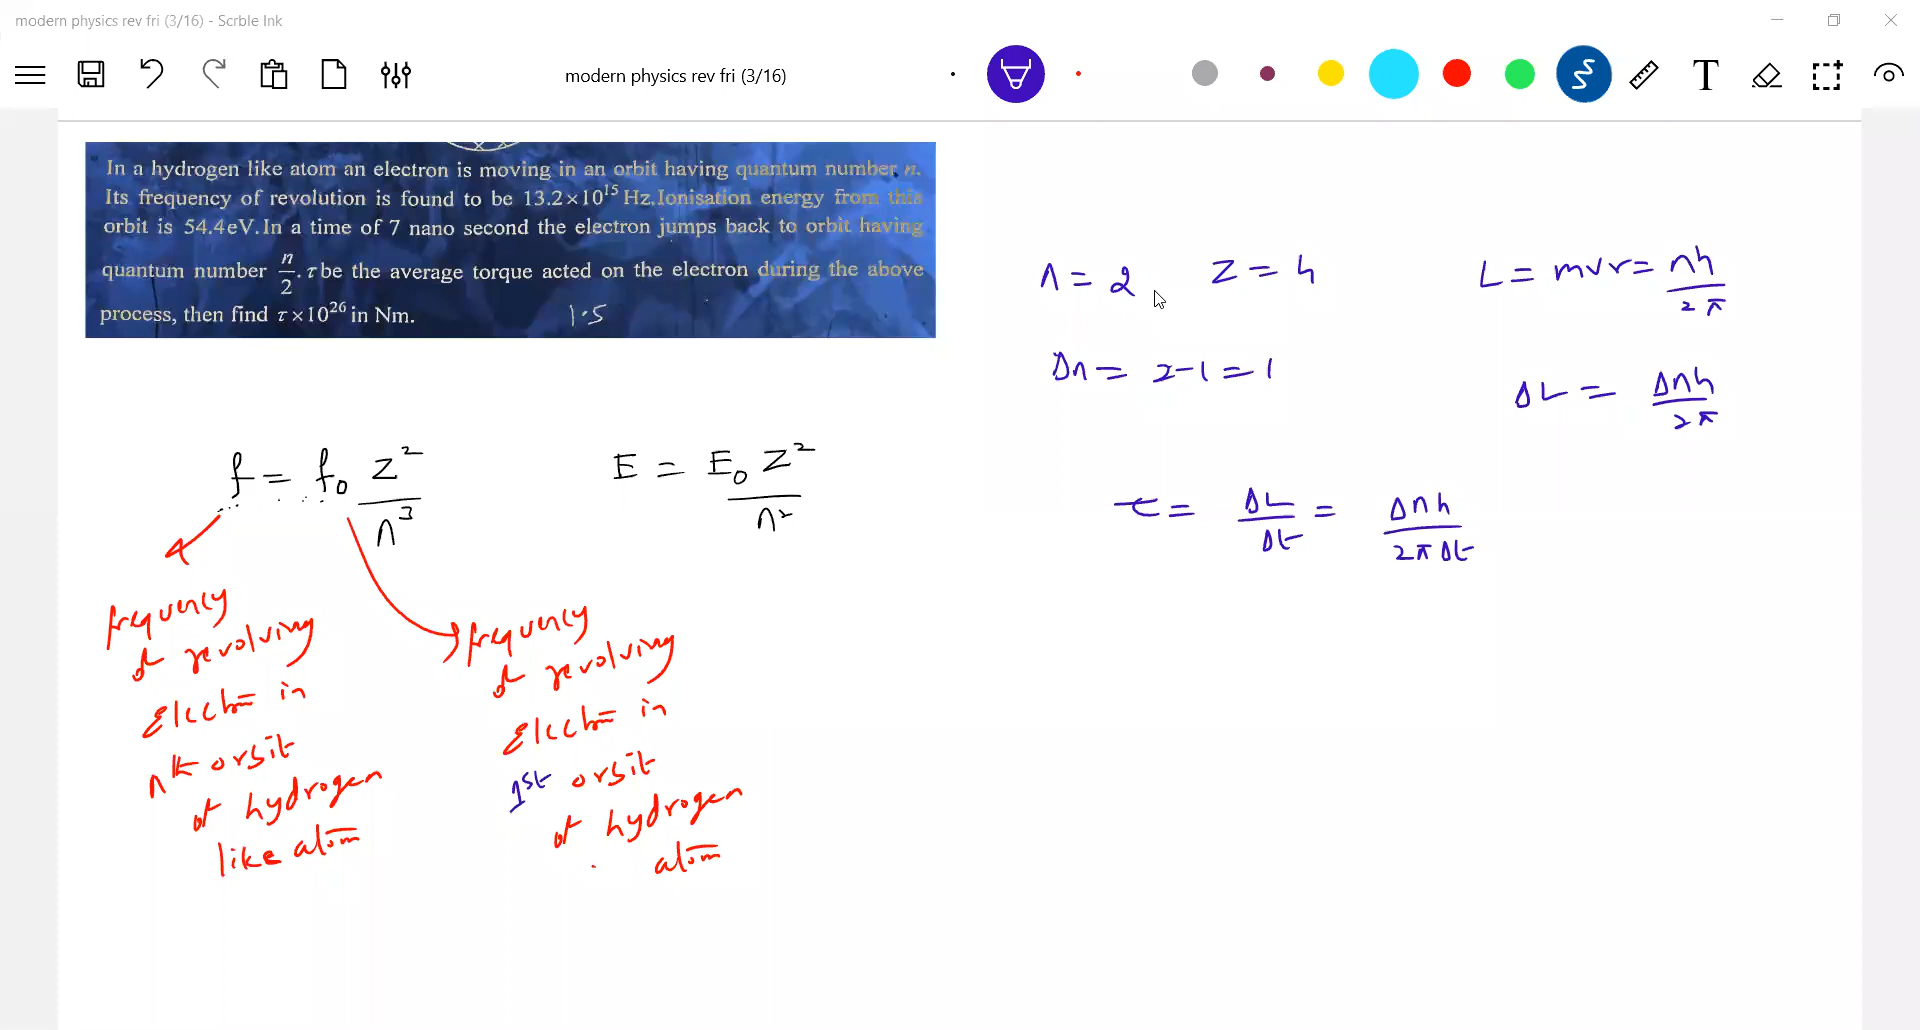 modern physics rev fri (3/16) - Scrble Ink
modern physics rev fri (3/16)
T
In a hydrogen like atom an electron is moving in an orbit having quantum number n.
Its frequency of revolution is found to be 13.2×10¹⁵ Hz.Ionisation energy from this
orbit is 54.4eV.In a time of 7 nano second the electron jumps back to orbit having
quantum number n/2. τ be the average torque acted on the electron during the above
process, then find τ×10²⁶ in Nm.
1.5
n = 2 Z = 4 L = mvr = nh/2π
Δn = 2-1 = 1
ΔL = Δnh/2π
f = f₀ Z²/n³ E = E₀ Z²/n²
τ = ΔL/Δt = Δnh/2πΔt
frequency
of revolving
Electron in
nth orbit
of hydrogen
like atom
frequency
of revolving
Electron in
1st orbit
of hydrogen
atom